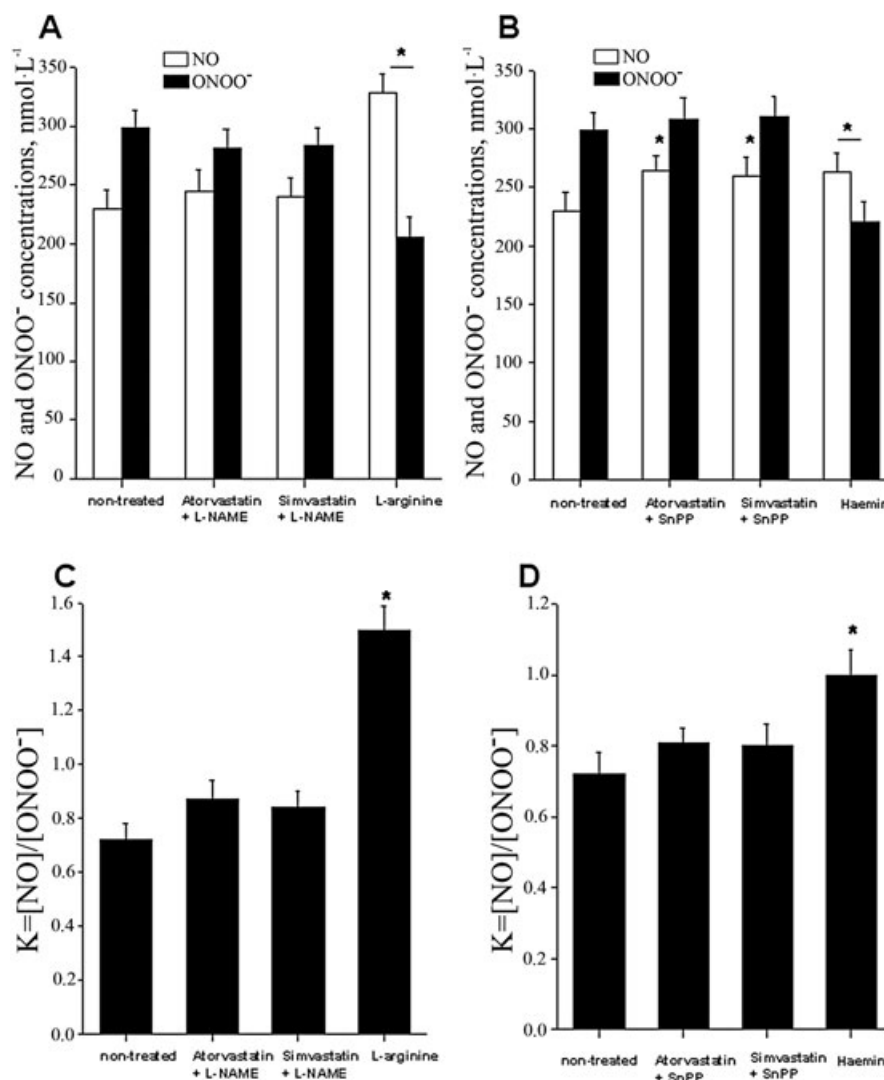 A
NO
ONOO⁻
*
NO and ONOO⁻ concentrations, nmol·L⁻¹
350
300
250
200
150
100
50
0
non-treated
Atorvastatin
+ L-NAME
Simvastatin
+ L-NAME
L-arginine
B
NO
ONOO⁻
*
*
*
NO and ONOO⁻ concentrations, nmol·L⁻¹
350
300
250
200
150
100
50
0
non-treated
Atorvastatin
+ SnPP
Simvastatin
+ SnPP
Haemin
C
*
K=[NO]/[ONOO⁻]
1.6
1.4
1.2
1.0
0.8
0.6
0.4
0.2
0.0
non-treated
Atorvastatin
+ L-NAME
Simvastatin
+ L-NAME
L-arginine
D
*
K=[NO]/[ONOO⁻]
1.2
1.0
0.8
0.6
0.4
0.2
0.0
non-treated
Atorvastatin
+ SnPP
Simvastatin
+ SnPP
Haemin